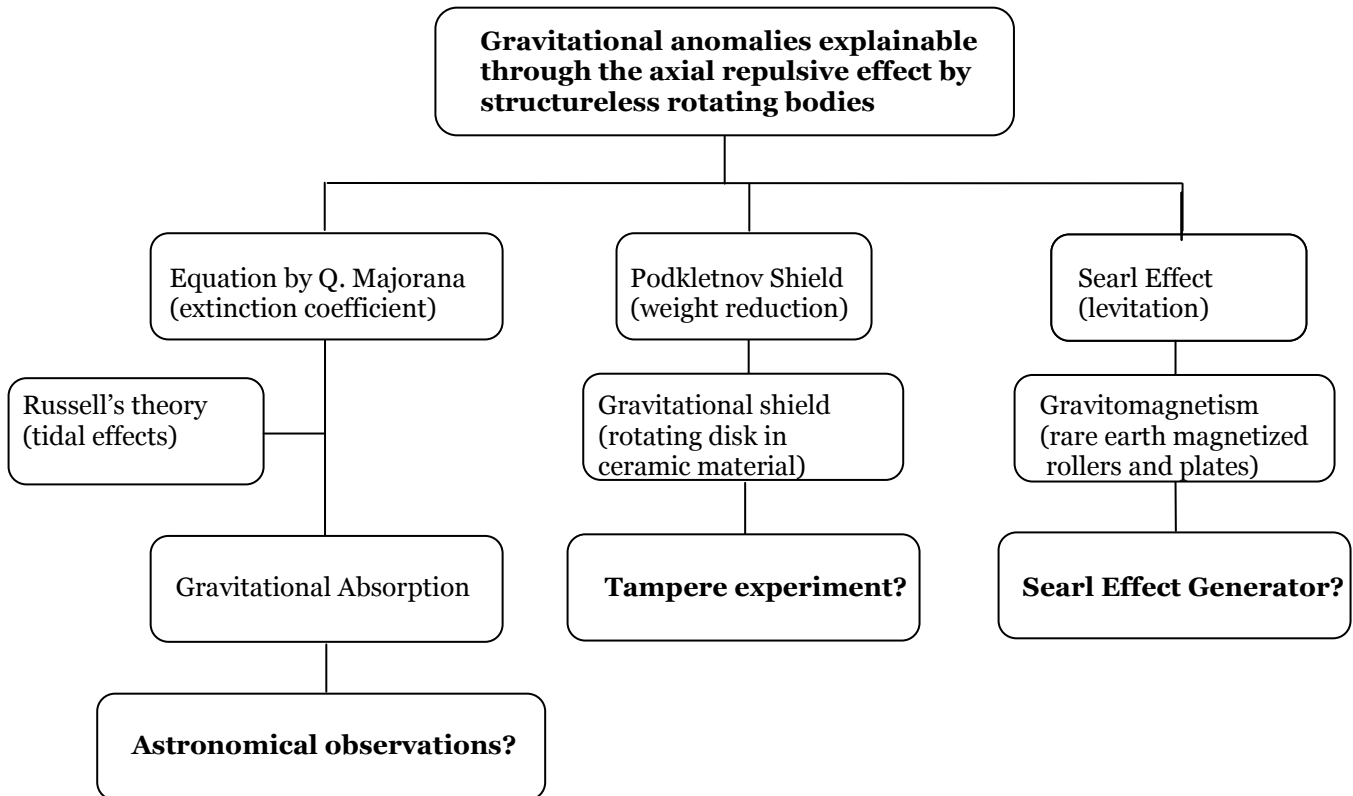 Gravitational anomalies explainable
through the axial repulsive effect by
structureless rotating bodies
Equation by Q. Majorana
(extinction coefficient)
Podkletnov Shield
(weight reduction)
Searl Effect
(levitation)
Russell’s theory
(tidal effects)
Gravitational shield
(rotating disk in
ceramic material)
Gravitomagnetism
(rare earth magnetized
rollers and plates)
Gravitational Absorption
Tampere experiment?
Searl Effect Generator?
Astronomical observations?